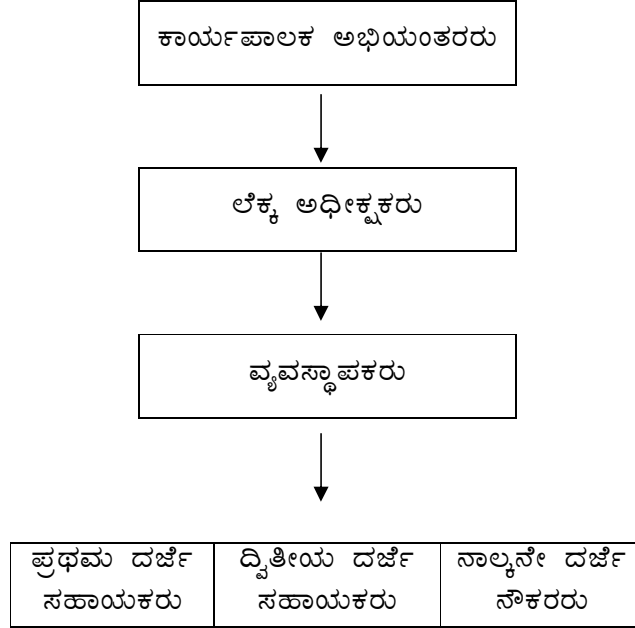 ಕಾರ್ಯಪಾಲಕ ಅಭಿಯಂತರರು
ಲೆಕ್ಕ ಅಧೀಕ್ಷಕರು
ವ್ಯವಸ್ಥಾಪಕರು
ಪ್ರಥಮ ದರ್ಜೆ
ಸಹಾಯಕರು
ದ್ವಿತೀಯ ದರ್ಜೆ
ಸಹಾಯಕರು
ನಾಲ್ಕನೇ ದರ್ಜೆ
ನೌಕರರು